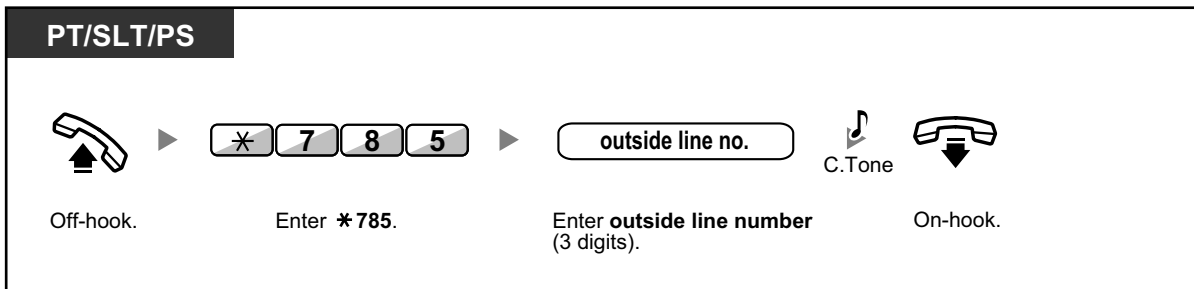 PT/SLT/PS
* 7 8 5
outside line no.
C.Tone
Off-hook.
Enter *785.
Enter outside line number
(3 digits).
On-hook.